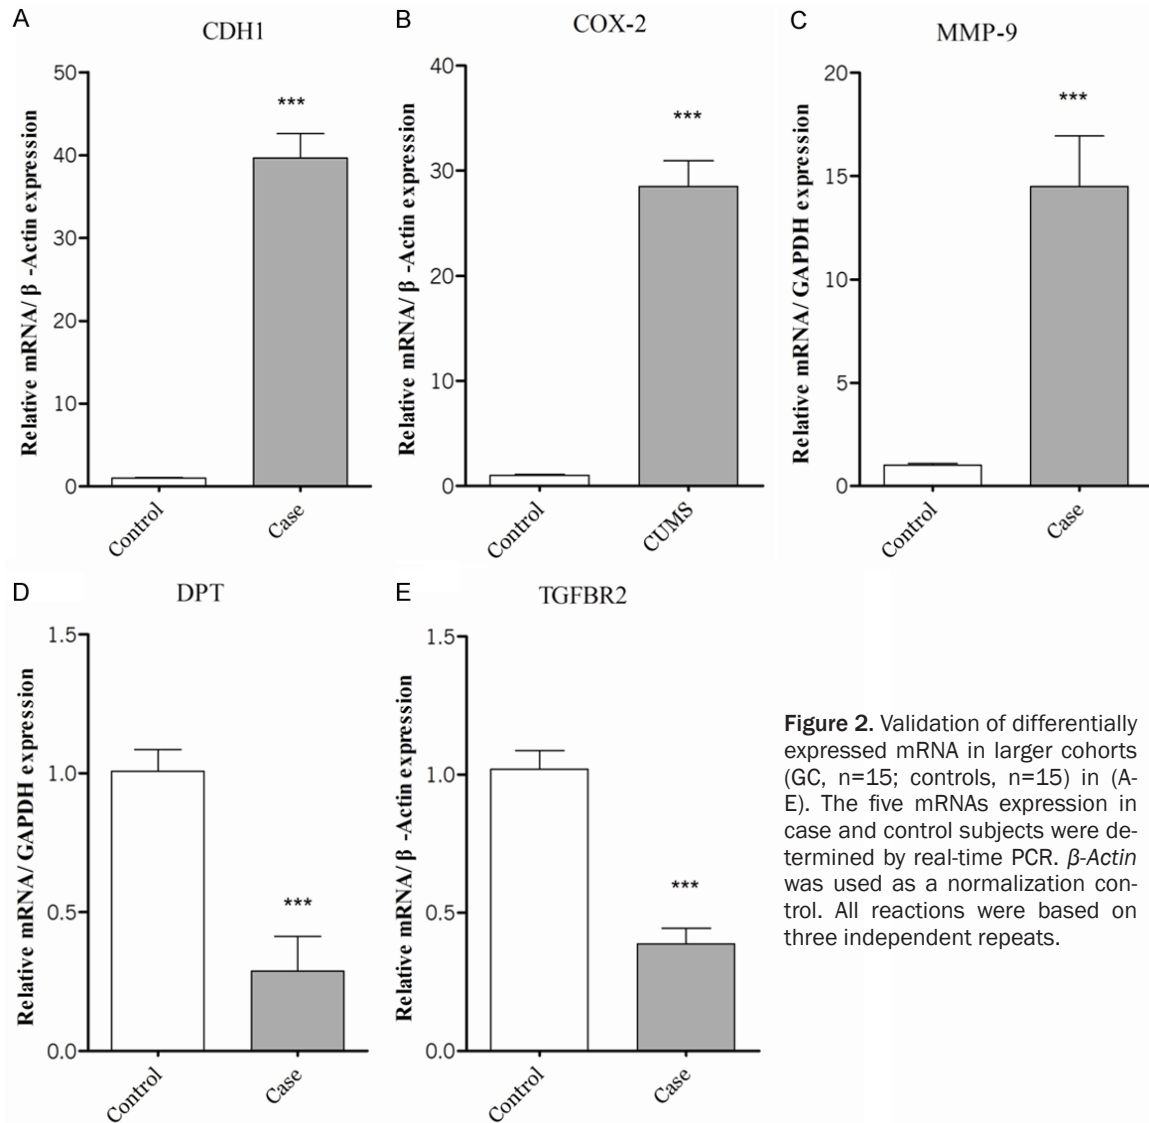 A
CDH1
Relative mRNA/ β -Actin expression
50
40
30
20
10
0
Control
Case
***
B
COX-2
Relative mRNA/ β -Actin expression
40
30
20
10
0
Control
CUMS
***
C
MMP-9
Relative mRNA/ GAPDH expression
20
15
10
5
0
Control
Case
***
D
DPT
Relative mRNA/ GAPDH expression
1.5
1.0
0.5
0.0
Control
Case
***
E
TGFBR2
Relative mRNA/ β -Actin expression
1.5
1.0
0.5
0.0
Control
Case
***
Figure 2. Validation of differentially
expressed mRNA in larger cohorts
(GC, n=15; controls, n=15) in (A-
E). The five mRNAs expression in
case and control subjects were de-
termined by real-time PCR. β-Actin
was used as a normalization con-
trol. All reactions were based on
three independent repeats.